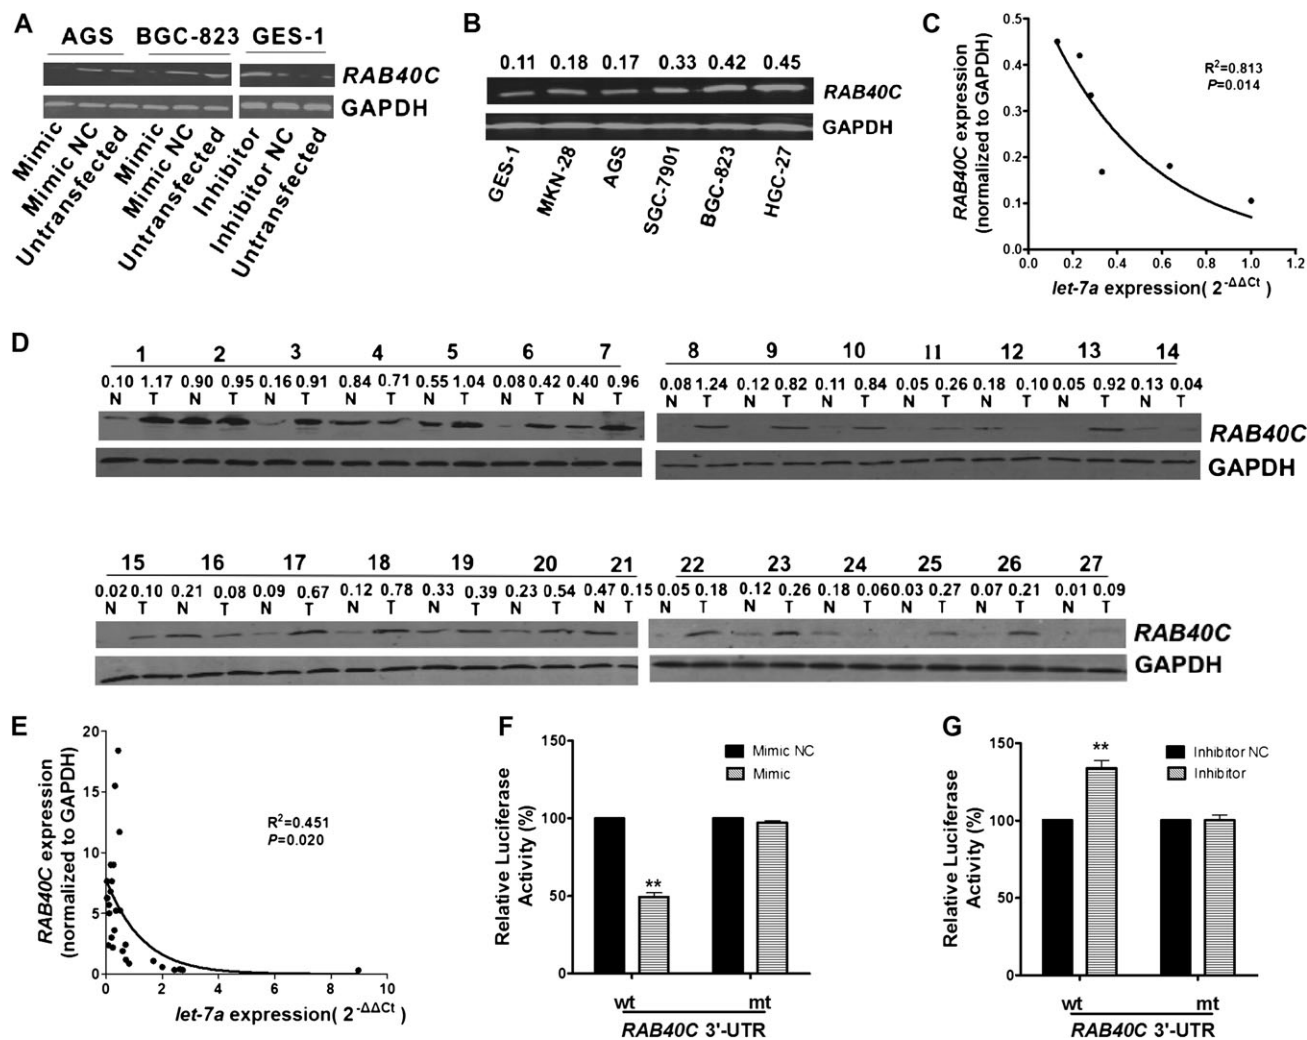 A
AGS BGC-823 GES-1
RAB40C
GAPDH
Mimic
Mimic NC
Untransfected
Mimic
Mimic NC
Untransfected
Inhibitor
Inhibitor NC
Untransfected
B
0.11 0.18 0.17 0.33 0.42 0.45
RAB40C
GAPDH
GES-1
MKN-28
AGS
SGC-7901
BGC-823
HGC-27
C
RAB40C expression
(normalized to GAPDH)
0.5
0.4
0.3
0.2
0.1
0.0
R²=0.813
P=0.014
0.0 0.2 0.4 0.6 0.8 1.0 1.2
let-7a expression( 2^-ΔΔCt )
D
1 2 3 4 5 6 7
0.10 1.17 0.90 0.95 0.16 0.91 0.84 0.71 0.55 1.04 0.08 0.42 0.40 0.96
N T N T N T N T N T N T N T
8 9 10 11 12 13 14
0.08 1.24 0.12 0.82 0.11 0.84 0.05 0.26 0.18 0.10 0.05 0.92 0.13 0.04
N T N T N T N T N T N T N T
RAB40C
GAPDH
15 16 17 18 19 20 21
0.02 0.10 0.21 0.08 0.09 0.67 0.12 0.78 0.33 0.39 0.23 0.54 0.47 0.15
N T N T N T N T N T N T N T
22 23 24 25 26 27
0.05 0.18 0.12 0.26 0.18 0.06 0.03 0.27 0.07 0.21 0.01 0.09
N T N T N T N T N T N T
RAB40C
GAPDH
E
RAB40C expression
(normalized to GAPDH)
20
15
10
5
0
R²=0.451
P=0.020
0 2 4 6 8 10
let-7a expression( 2^-ΔΔCt )
F
Relative Luciferase
Activity (%)
150
100
50
0
Mimic NC
Mimic
**
wt mt
RAB40C 3'-UTR
G
Relative Luciferase
Activity (%)
150
100
50
0
Inhibitor NC
Inhibitor
**
wt mt
RAB40C 3'-UTR